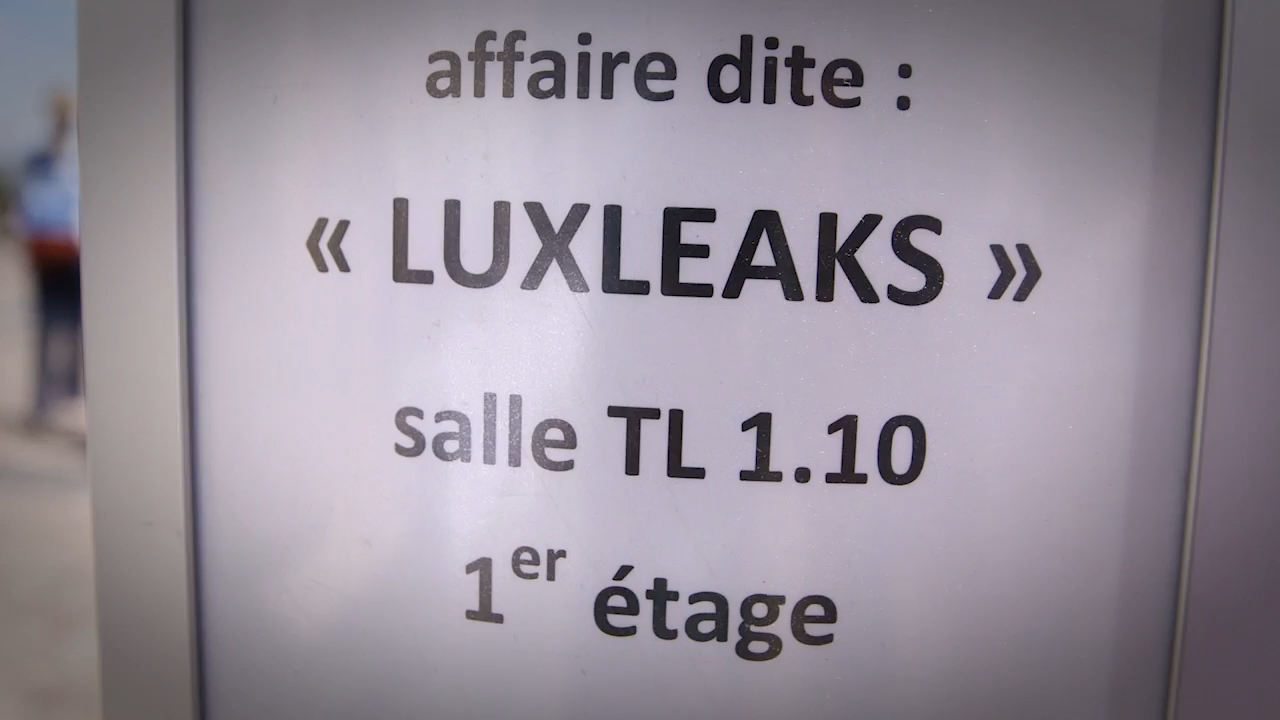 affaire dite :
« LUXLEAKS »
salle TL 1.10
1er étage